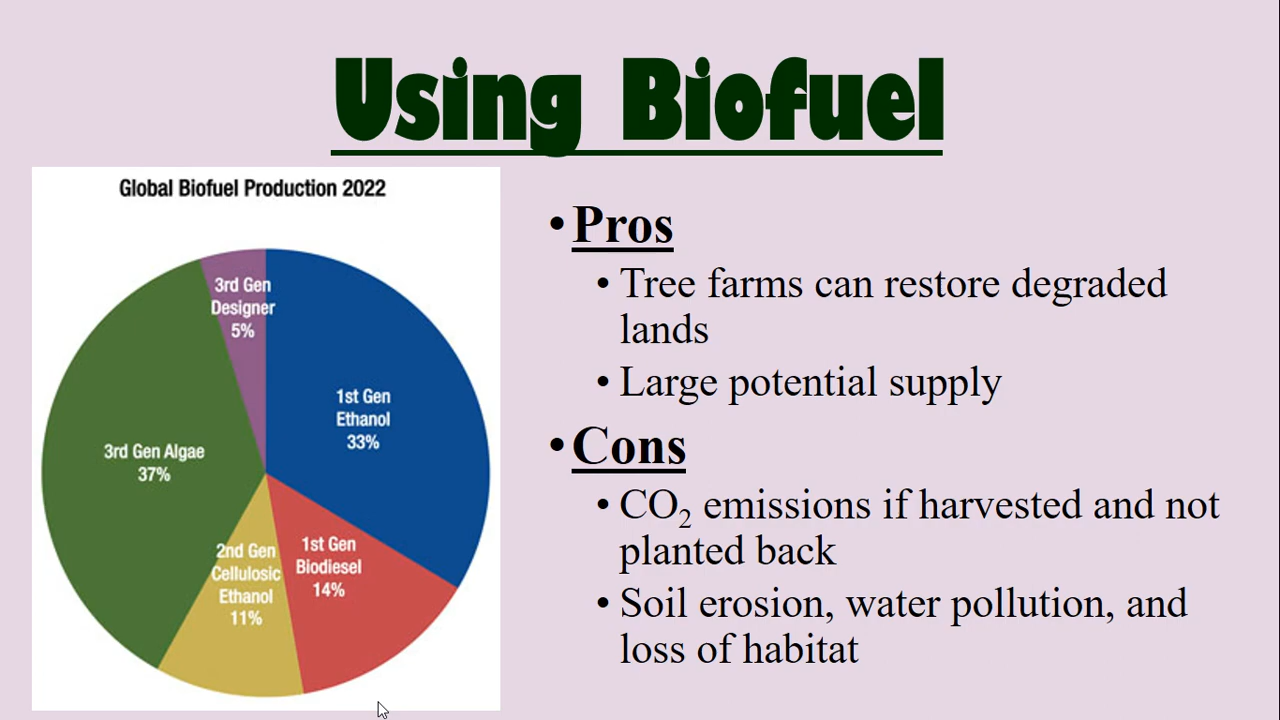 Using Biofuel
Global Biofuel Production 2022
3rd Gen
Designer
5%
1st Gen
Ethanol
33%
3rd Gen Algae
37%
2nd Gen
Cellulosic
Ethanol
11%
1st Gen
Biodiesel
14%
• Pros
• Tree farms can restore degraded
lands
• Large potential supply
• Cons
• CO₂ emissions if harvested and not
planted back
• Soil erosion, water pollution, and
loss of habitat